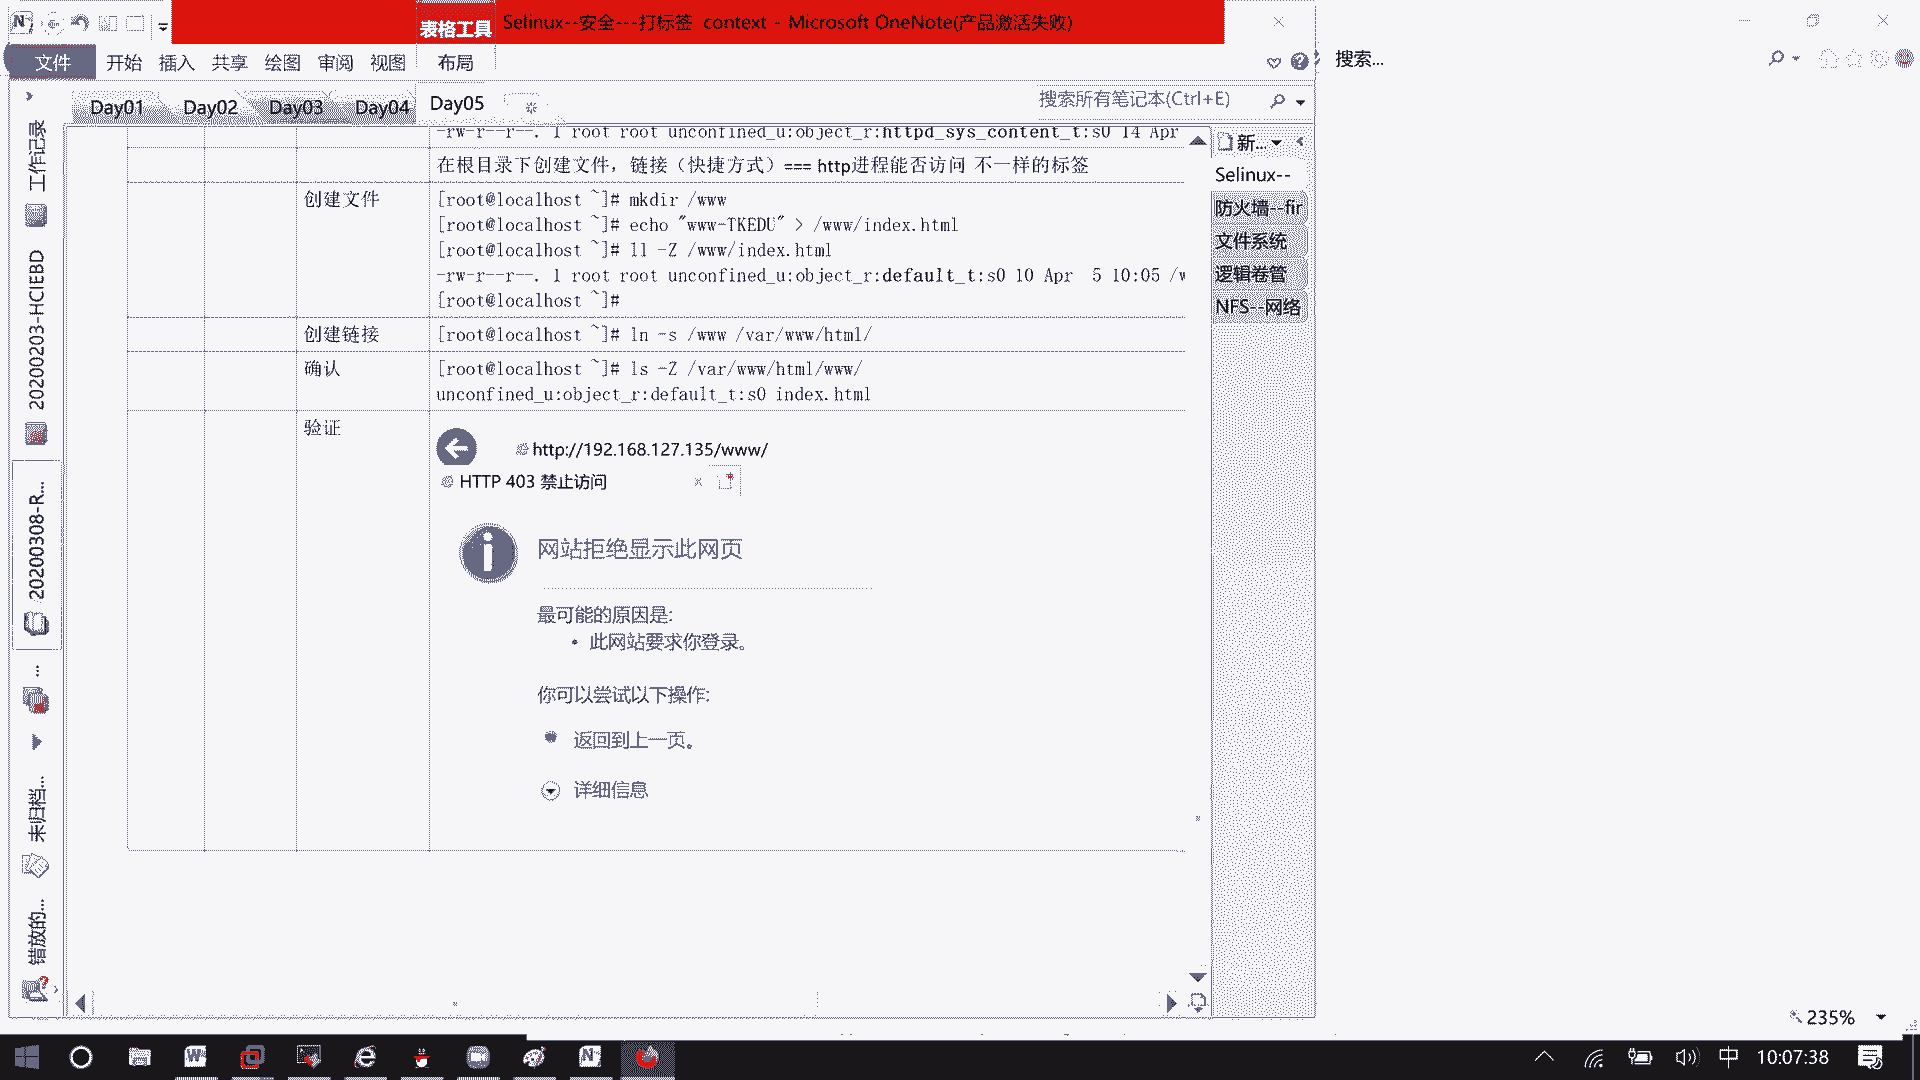 表格工具
Selinux--安全---打标签 context - Microsoft OneNote(产品激活失败)
文件 开始 插入 共享 绘图 审阅 视图 布局
搜索...
Day01 Day02 Day03 Day04 Day05
搜索所有笔记本(Ctrl+E)
工作记录
20200203-HCIEBD
20200308-R...
...
未归档...
错放的...
新...
Selinux--
防火墙--fir
文件系统
逻辑卷管
NFS--网络
-rw-r--r--. 1 root root unconfined_u:object_r:httpd_sys_content_t:s0 14 Apr
在根目录下创建文件，链接（快捷方式）=== http进程能否访问 不一样的标签
创建文件
[root@localhost ~]# mkdir /www
[root@localhost ~]# echo "www-TKEDU" > /www/index.html
[root@localhost ~]# ll -Z /www/index.html
-rw-r--r--. 1 root root unconfined_u:object_r:default_t:s0 10 Apr  5 10:05 /w
[root@localhost ~]#
创建链接
[root@localhost ~]# ln -s /www /var/www/html/
确认
[root@localhost ~]# ls -Z /var/www/html/www/
unconfined_u:object_r:default_t:s0 index.html
验证
http://192.168.127.135/www/
HTTP 403 禁止访问
网站拒绝显示此网页
最可能的原因是:
• 此网站要求你登录。
你可以尝试以下操作:
返回到上一页。
详细信息
235%
中 10:07:38